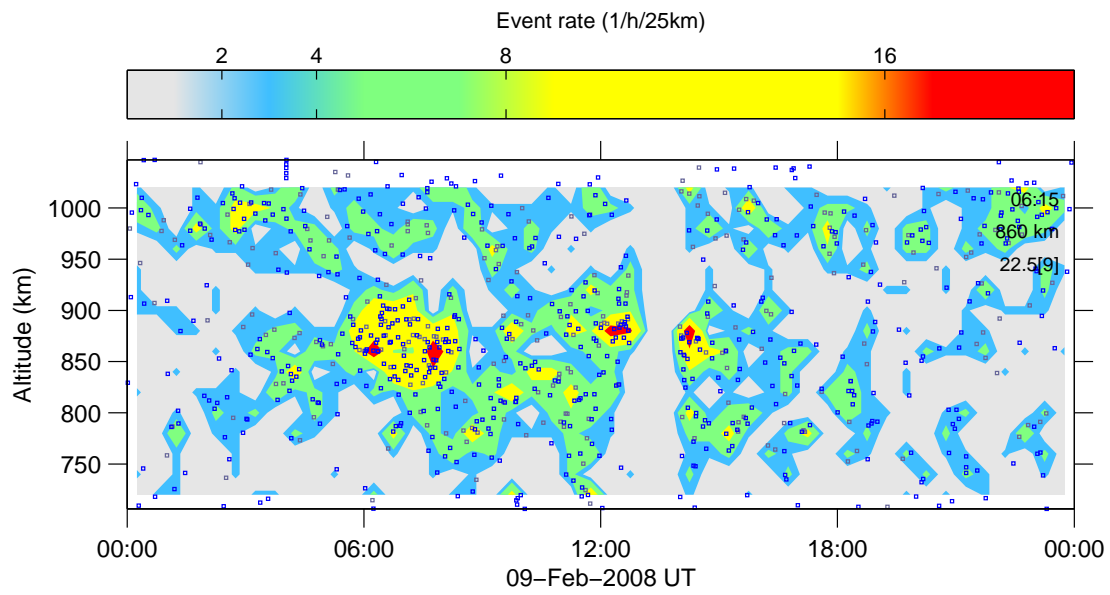 Event rate (1/h/25km)
2 4 8 16
1000
950
900
850
800
750
Altitude (km)
06:15
860 km
22.5[9]
00:00 06:00 12:00 18:00 00:00
09−Feb−2008 UT